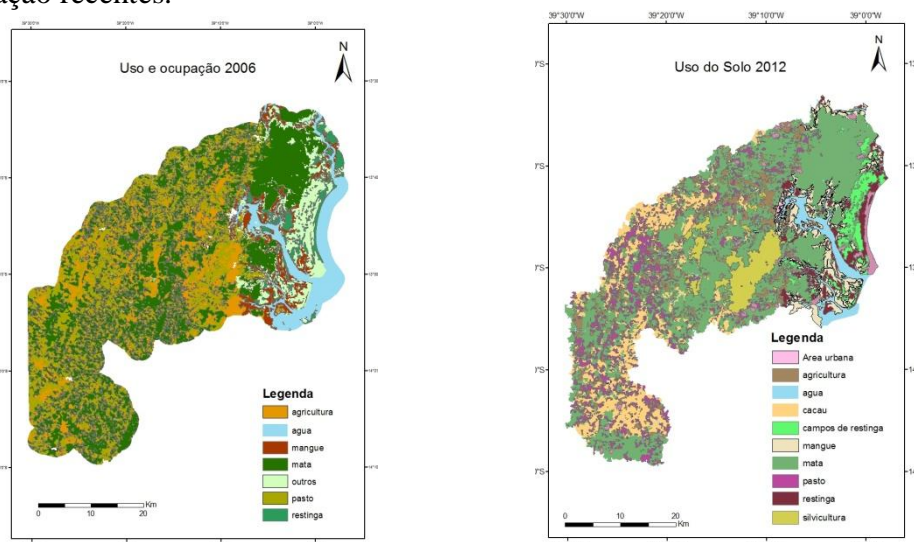 ação recentes.
Uso e ocupação 2006
N
Legenda
agricultura
agua
mangue
mata
outros
pasto
restinga
Km
0 10 20
39°30'0"W 39°20'0"W 39°10'0"W 39°0'0"W
Uso do Solo 2012
N
Legenda
Area urbana
agricultura
agua
cacau
campos de restinga
mangue
mata
pasto
restinga
silvicultura
Km
0 10 20